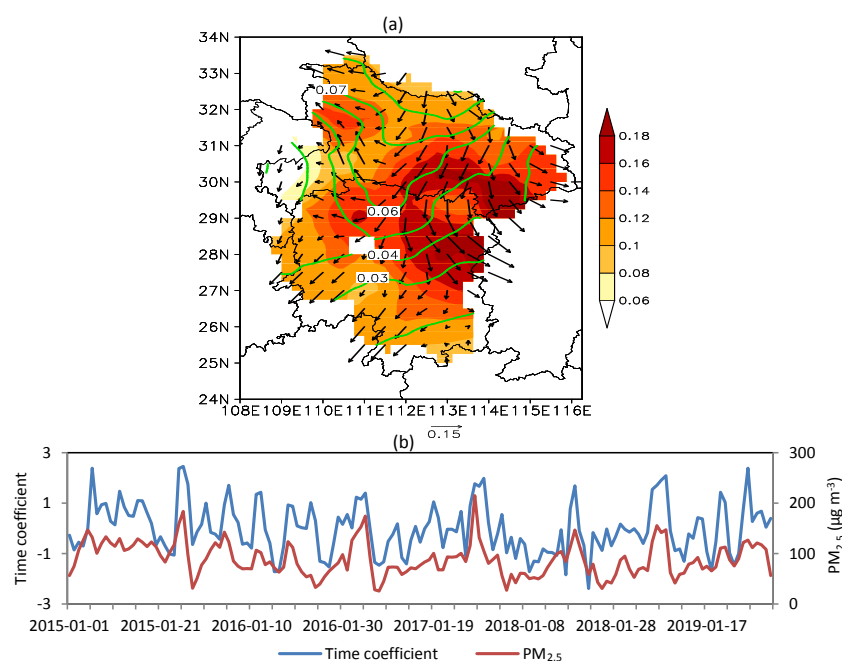 (a)
34N
33N
32N
31N
30N
29N
28N
27N
26N
25N
24N
0.07
0.06
0.04
0.03
108E 109E 110E 111E 112E 113E 114E 115E 116E
0.15
0.18
0.16
0.14
0.12
0.1
0.08
0.06
(b)
Time coefficient
3
1
-1
-3
300
200
100
0
PM2.5 (µg m-3)
2015-01-01 2015-01-21 2016-01-10 2016-01-30 2017-01-19 2018-01-08 2018-01-28 2019-01-17
Time coefficient PM2.5